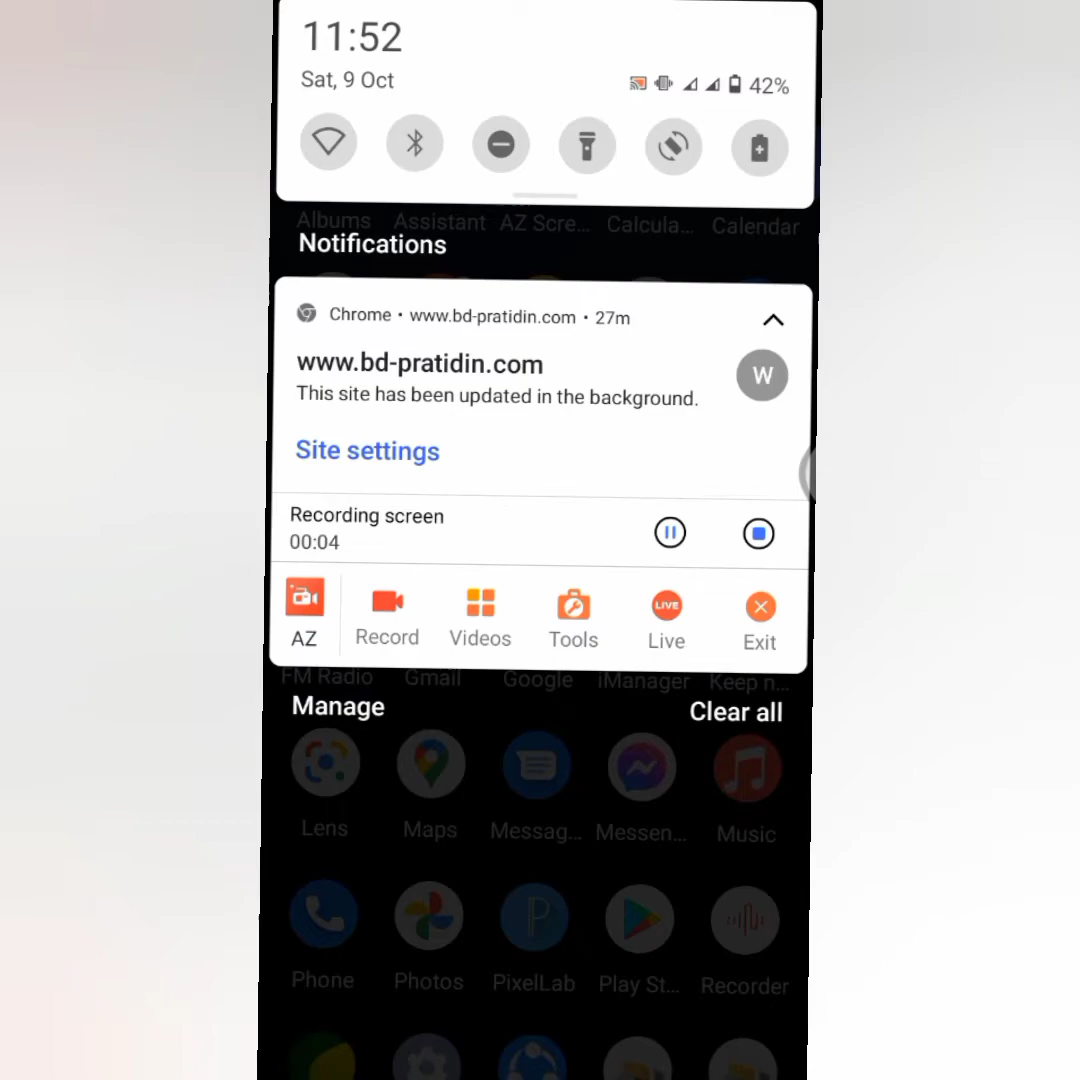 11:52
Sat, 9 Oct
42%
Albums Assistant AZ Scre... Calcula... Calendar
Notifications
Chrome • www.bd-pratidin.com • 27m
www.bd-pratidin.com
W
This site has been updated in the background.
Site settings
Recording screen
00:04
LIVE
AZ Record Videos Tools Live Exit
FM Radio Gmail Google iManager Keep n...
Manage Clear all
Lens Maps Messag... Messen... Music
Phone Photos PixelLab Play St... Recorder